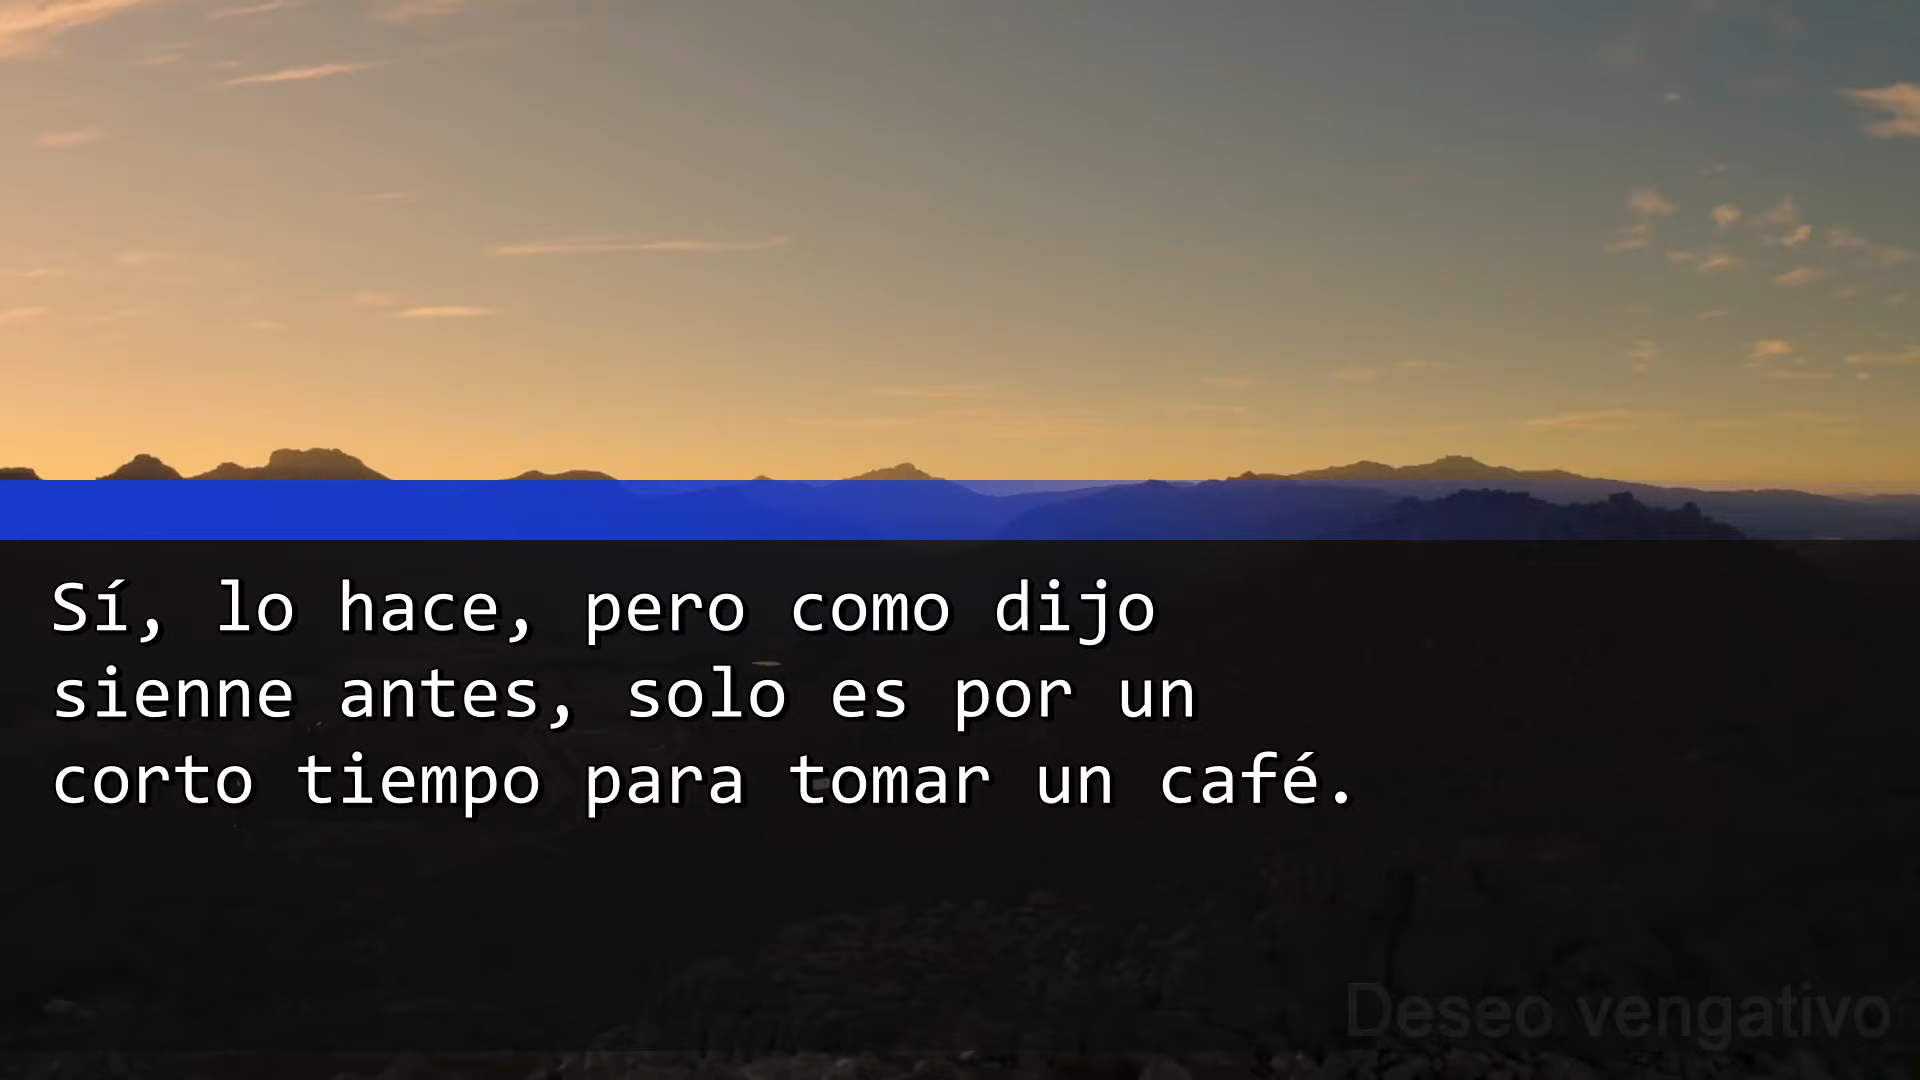 Sí, lo hace, pero como dijo
sienne antes, solo es por un
corto tiempo para tomar un café.
Deseo vengativo